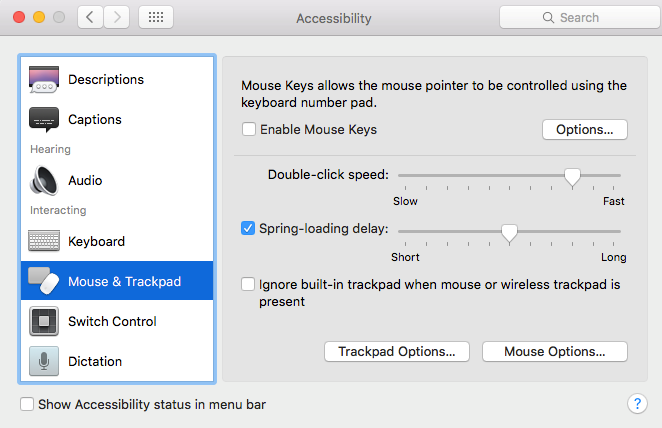 Accessibility
Search
Descriptions
Captions
Hearing
Audio
Interacting
Keyboard
Mouse & Trackpad
Switch Control
Dictation
Mouse Keys allows the mouse pointer to be controlled using the
keyboard number pad.
Enable Mouse Keys
Options...
Double-click speed:
Slow
Fast
Spring-loading delay:
Short
Long
Ignore built-in trackpad when mouse or wireless trackpad is
present
Trackpad Options...
Mouse Options...
Show Accessibility status in menu bar
?